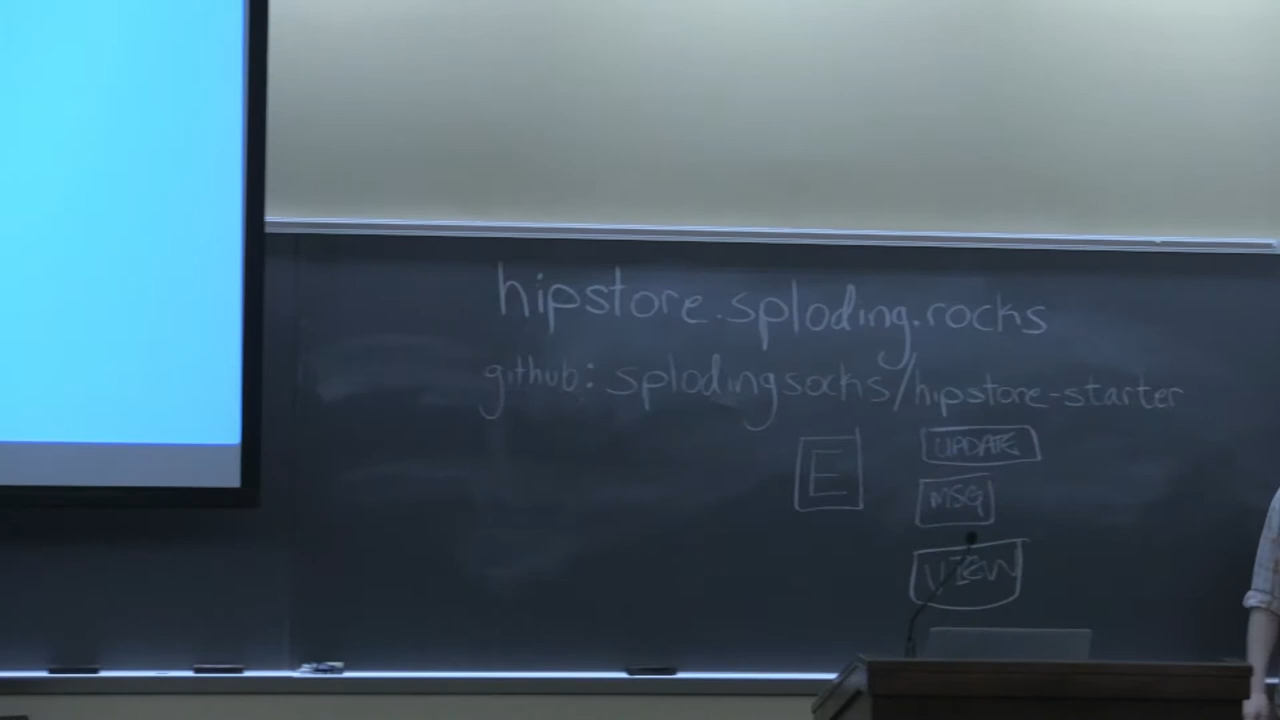 hipstore.sploding.rocks
github: splodingsocks/hipstore-starter
E
UPDATE
MSG
VIEW